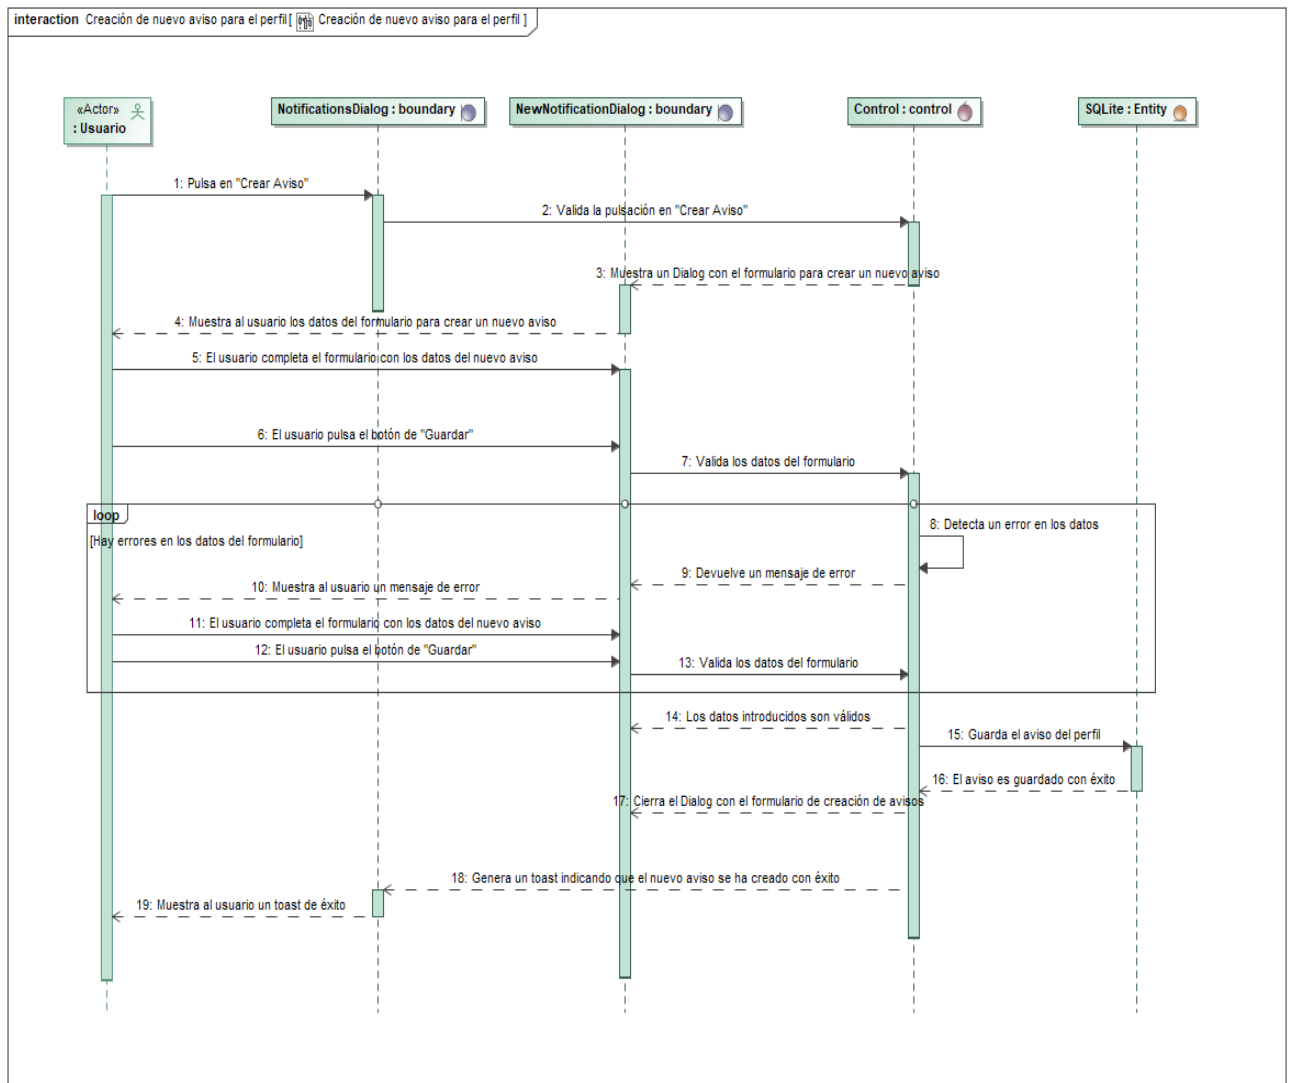 interaction Creación de nuevo aviso para el perfil[ Creación de nuevo aviso para el perfil ]
«Actor»
: Usuario
NotificationsDialog : boundary
NewNotificationDialog : boundary
Control : control
SQLite : Entity
1: Pulsa en "Crear Aviso"
2: Valida la pulsación en "Crear Aviso"
3: Muestra un Dialog con el formulario para crear un nuevo aviso
4: Muestra al usuario los datos del formulario para crear un nuevo aviso
5: El usuario completa el formulario con los datos del nuevo aviso
6: El usuario pulsa el botón de "Guardar"
7: Valida los datos del formulario
loop
[Hay errores en los datos del formulario]
8: Detecta un error en los datos
9: Devuelve un mensaje de error
10: Muestra al usuario un mensaje de error
11: El usuario completa el formulario con los datos del nuevo aviso
12: El usuario pulsa el botón de "Guardar"
13: Valida los datos del formulario
14: Los datos introducidos son válidos
15: Guarda el aviso del perfil
16: El aviso es guardado con éxito
17: Cierra el Dialog con el formulario de creación de avisos
18: Genera un toast indicando que el nuevo aviso se ha creado con éxito
19: Muestra al usuario un toast de éxito